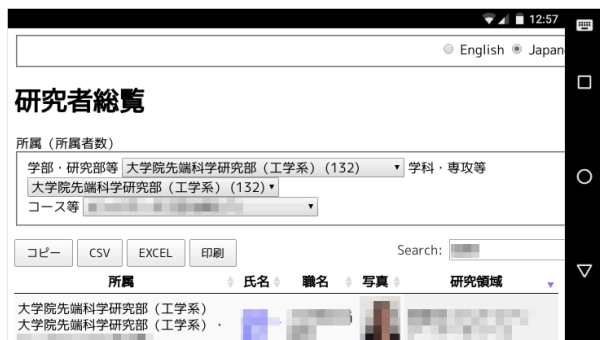 12:57
English Japan
研究者総覧
所属（所属者数）
学部・研究部等 大学院先端科学研究部（工学系）(132) 学科・専攻等
大学院先端科学研究部（工学系）(132)
コース等
コピー CSV EXCEL 印刷 Search:
所属 氏名 職名 写真 研究領域
大学院先端科学研究部（工学系）
大学院先端科学研究部（工学系）・